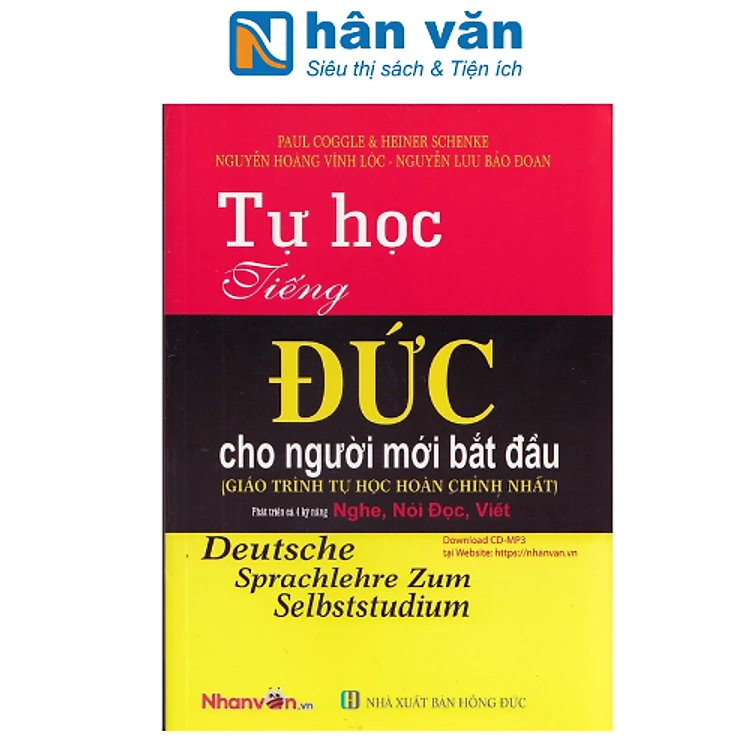 nhân văn
Siêu thị sách & Tiện ích
PAUL COGGLE & HEINER SCHENKE
NGUYỄN HOÀNG VĨNH LỘC - NGUYỄN LƯU BẢO ĐOAN
Tự học
Tiếng
ĐỨC
cho người mới bắt đầu
(GIÁO TRÌNH TỰ HỌC HOÀN CHỈNH NHẤT)
Phát triển cả 4 kỹ năng Nghe, Nói Đọc, Viết
Download CD-MP3
tại Website: https://nhanvan.vn
Deutsche
Sprachlehre Zum
Selbststudium
Nhanvan.vn
NHÀ XUẤT BẢN HỒNG ĐỨC